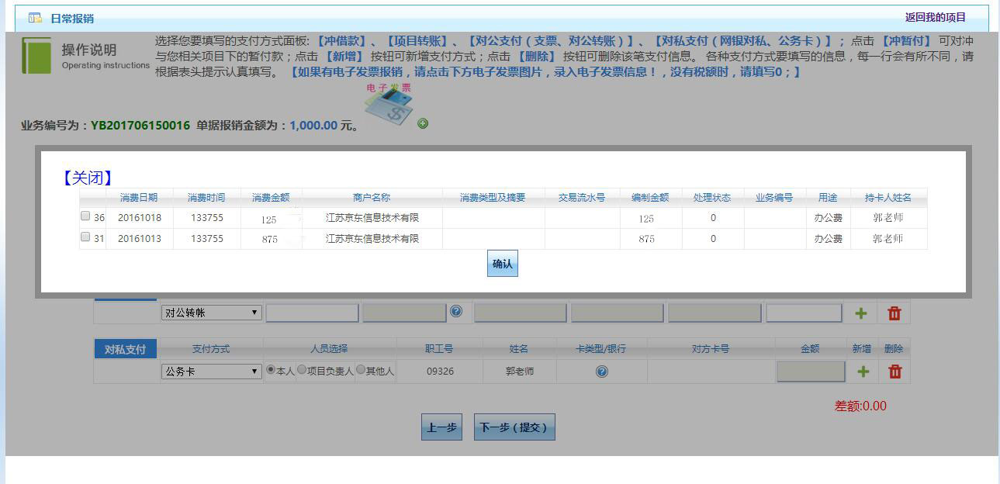 日常报销 返回我的项目
操作说明
Operating instructions
选择您要填写的支付方式面板:【冲借款】、【项目转账】、【对公支付（支票、对公转账）】、【对私支付（网银对私、公务卡）】；点击【冲暂付】可对冲
与您相关项目下的暂付款；点击【新增】按钮可新增支付方式；点击【删除】按钮可删除该笔支付信息。 各种支付方式要填写的信息，每一行会有所不同，请
根据表头提示认真填写。 【如果有电子发票报销，请点击下方电子发票图片，录入电子发票信息！，没有税额时，请填写0；】
电子发票
业务编号为：YB201706150016 单据报销金额为：1,000.00 元。
【关闭】
消费日期 消费时间 消费金额 商户名称 消费类型及摘要 交易流水号 编制金额 处理状态 业务编号 用途 持卡人姓名
36 20161018 133755 125 江苏京东信息技术有限 125 0 办公费 郭老师
31 20161013 133755 875 江苏京东信息技术有限 875 0 办公费 郭老师
确认
对公转帐
对私支付 支付方式 人员选择 职工号 姓名 卡类型/银行 对方卡号 金额 新增 删除
公务卡 本人 项目负责人 其他人 09326 郭老师
差额:0.00
上一步 下一步（提交）